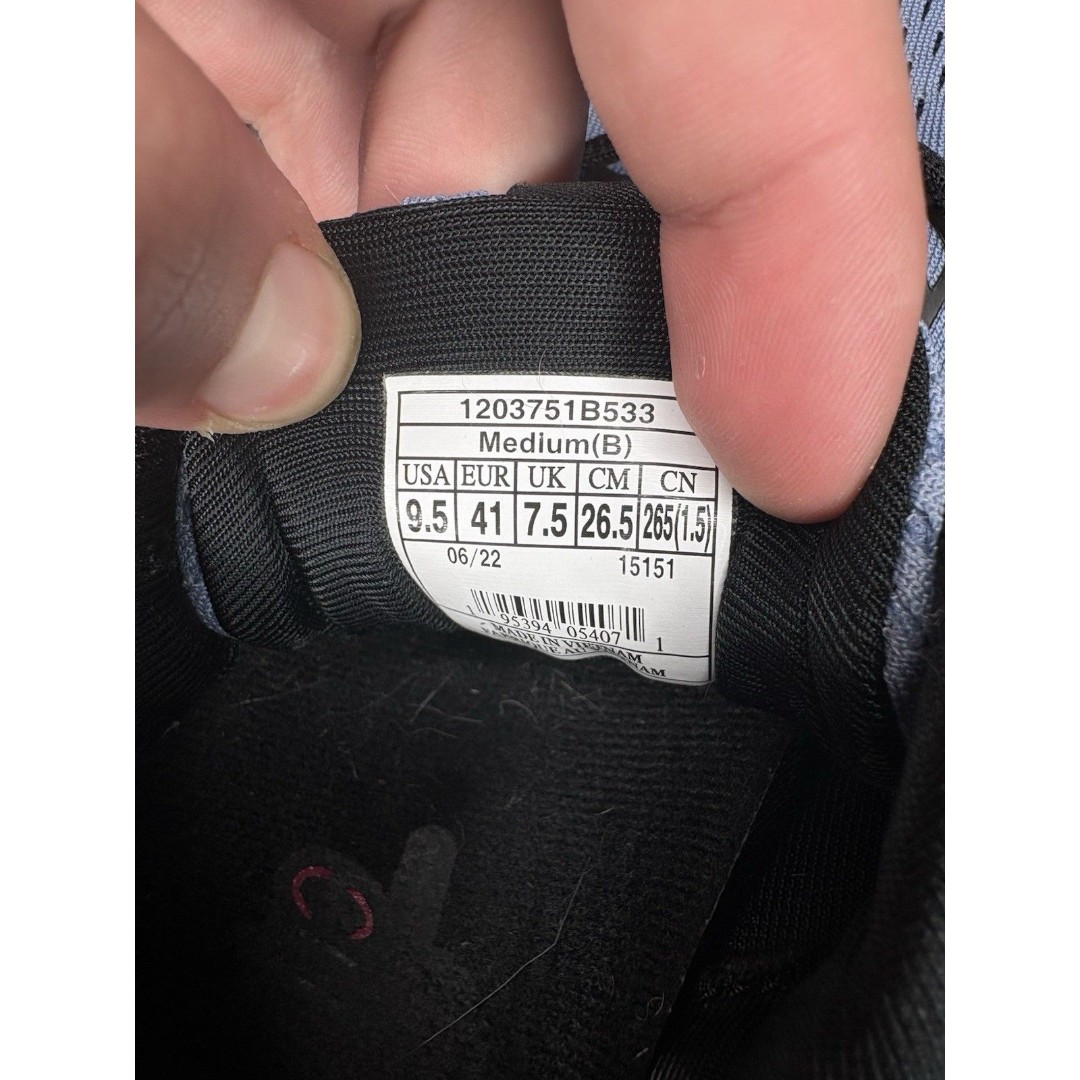 1203751B533
Medium(B)
USA EUR UK CM CN
9.5 41 7.5 26.5 265(1.5)
06/22 15151
1 95394 05407 1
MADE IN VIETNAM